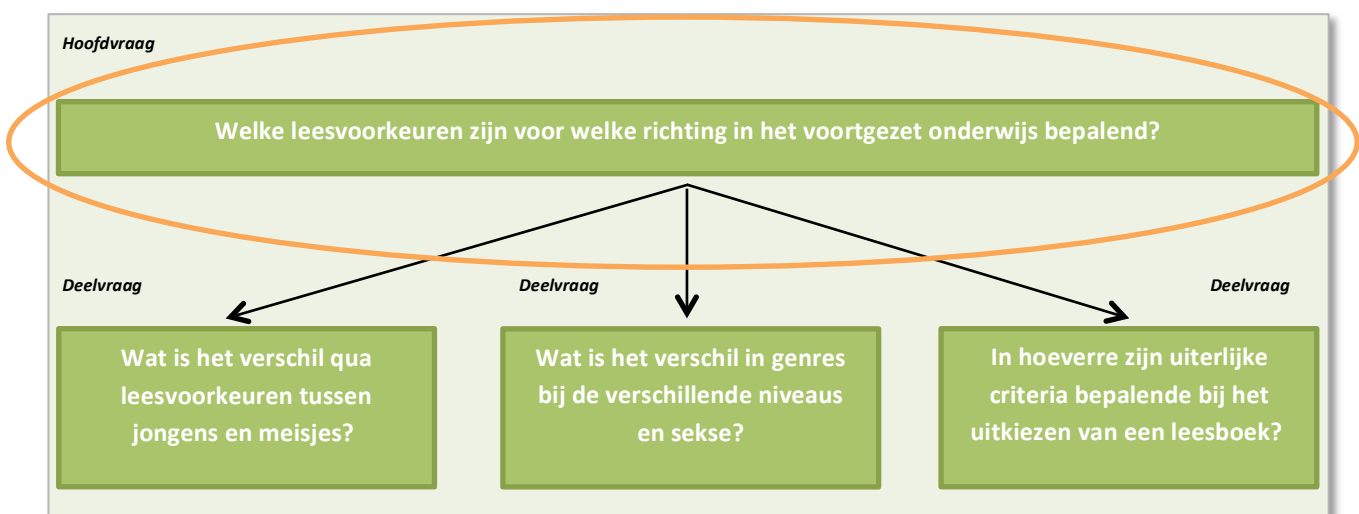 Hoofdvraag
Welke leesvoorkeuren zijn voor welke richting in het voortgezet onderwijs bepalend?
Deelvraag
Wat is het verschil qua
leesvoorkeuren tussen
jongens en meisjes?
Deelvraag
Wat is het verschil in genres
bij de verschillende niveaus
en sekse?
Deelvraag
In hoeverre zijn uiterlijke
criteria bepalende bij het
uitkiezen van een leesboek?